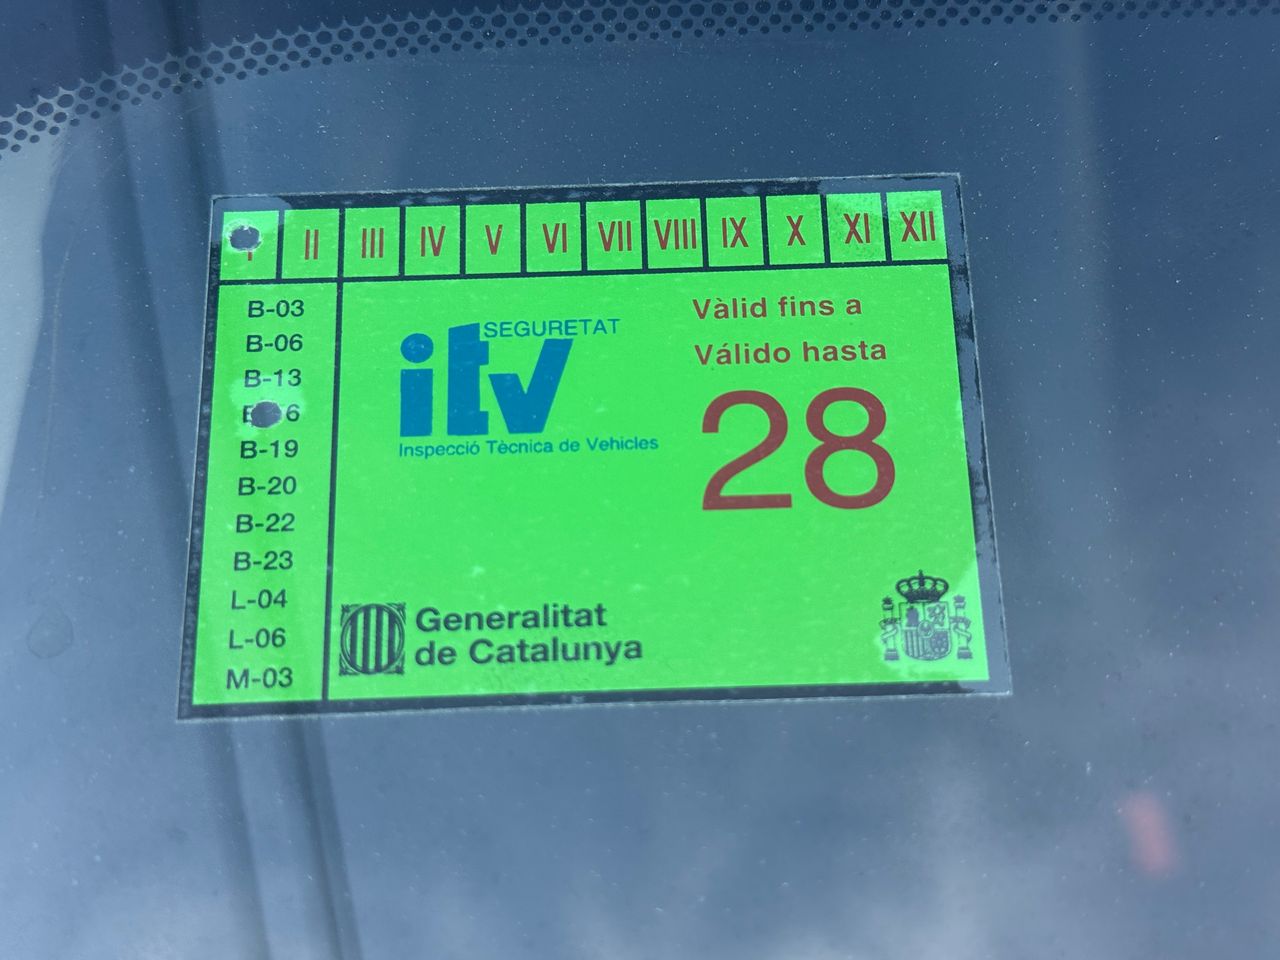 II III IV V VI VII VIII IX X XI XII
B-03
B-06
B-13
B-19
B-20
B-22
B-23
L-04
L-06
M-03
itv SEGURETAT
Inspecció Tècnica de Vehicles
Vàlid fins a
Válido hasta
28
Generalitat
de Catalunya